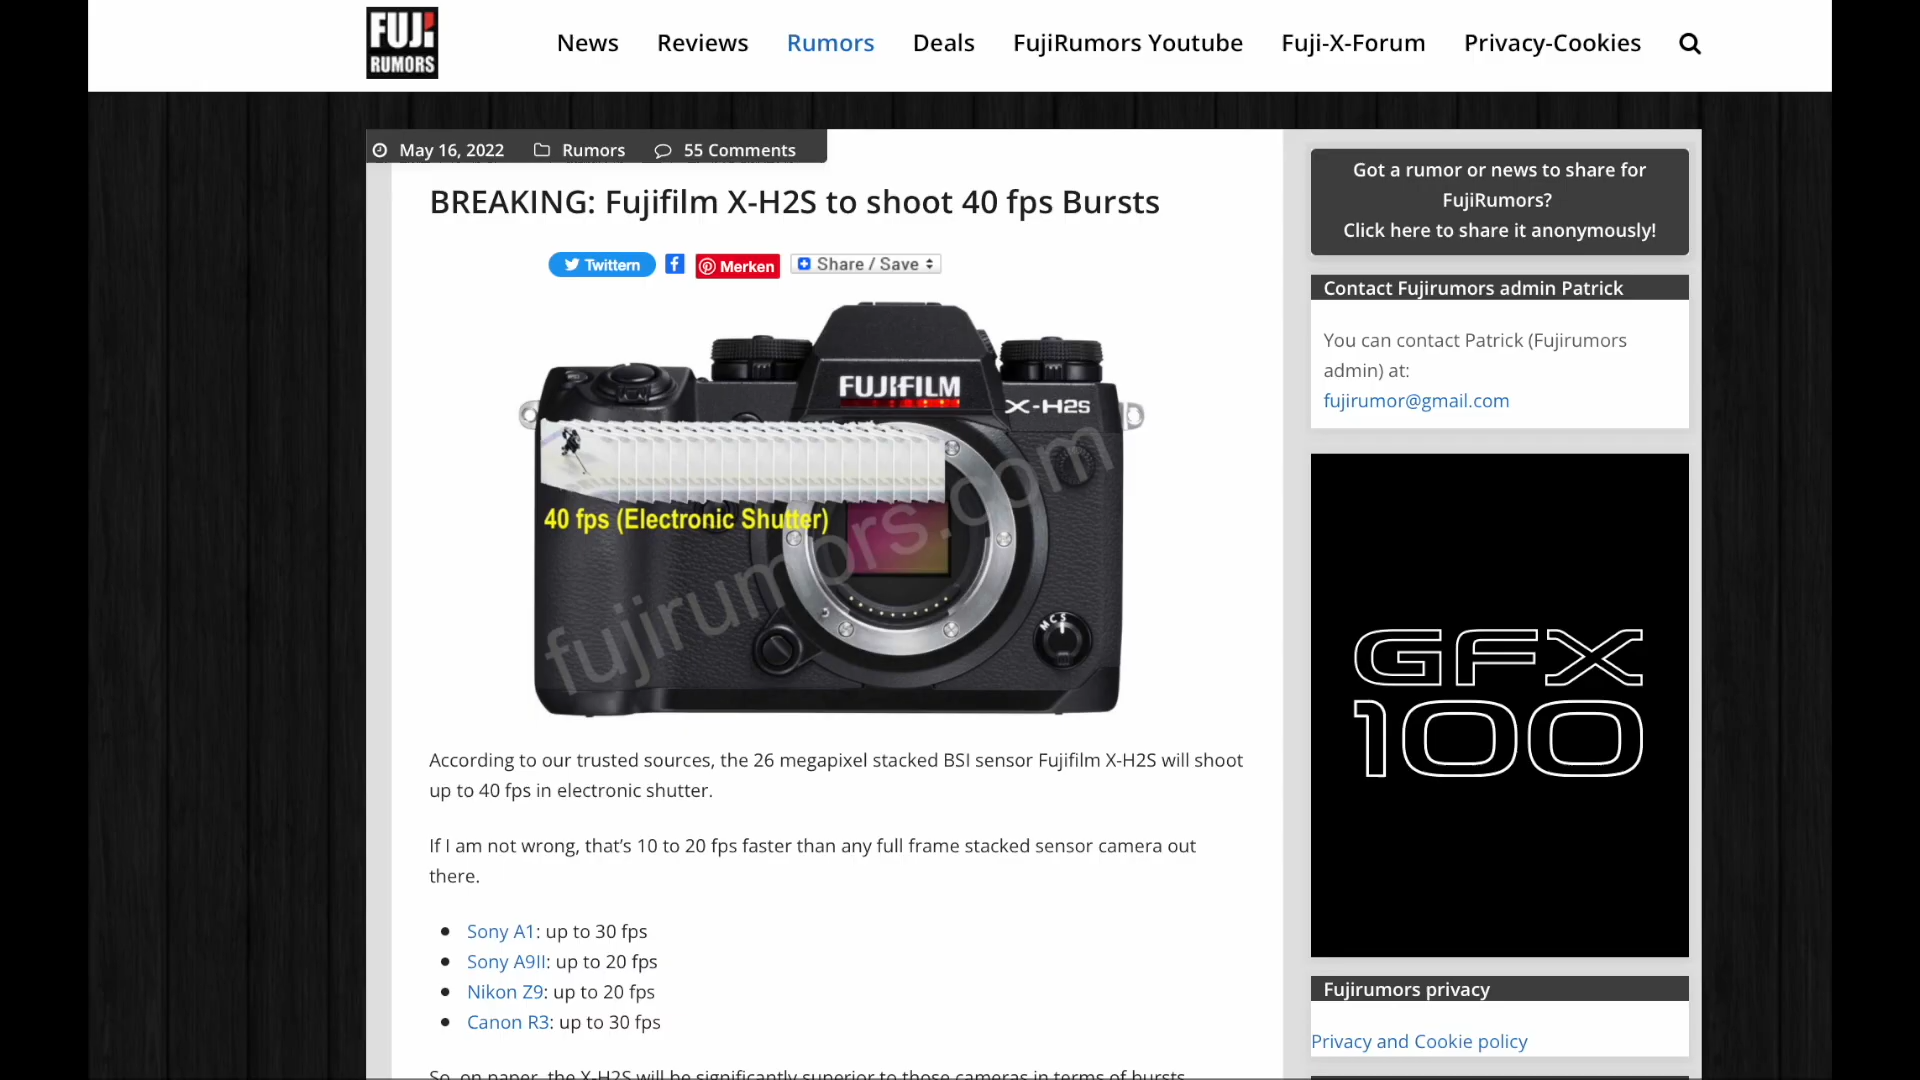 FUJi
RUMORS
News
Reviews
Rumors
Deals
FujiRumors Youtube
Fuji-X-Forum
Privacy-Cookies
May 16, 2022
Rumors
55 Comments
BREAKING: Fujifilm X-H2S to shoot 40 fps Bursts
Twittern
Merken
Share / Save
FUJIFILM
X-H2S
40 fps (Electronic Shutter)
fujirumors.com
M C S
According to our trusted sources, the 26 megapixel stacked BSI sensor Fujifilm X-H2S will shoot
up to 40 fps in electronic shutter.
If I am not wrong, that’s 10 to 20 fps faster than any full frame stacked sensor camera out
there.
Sony A1: up to 30 fps
Sony A9II: up to 20 fps
Nikon Z9: up to 20 fps
Canon R3: up to 30 fps
So, on paper, the X-H2S will be significantly superior to those cameras in terms of bursts
Got a rumor or news to share for
FujiRumors?
Click here to share it anonymously!
Contact Fujirumors admin Patrick
You can contact Patrick (Fujirumors
admin) at:
fujirumor@gmail.com
GFX
100
Fujirumors privacy
Privacy and Cookie policy